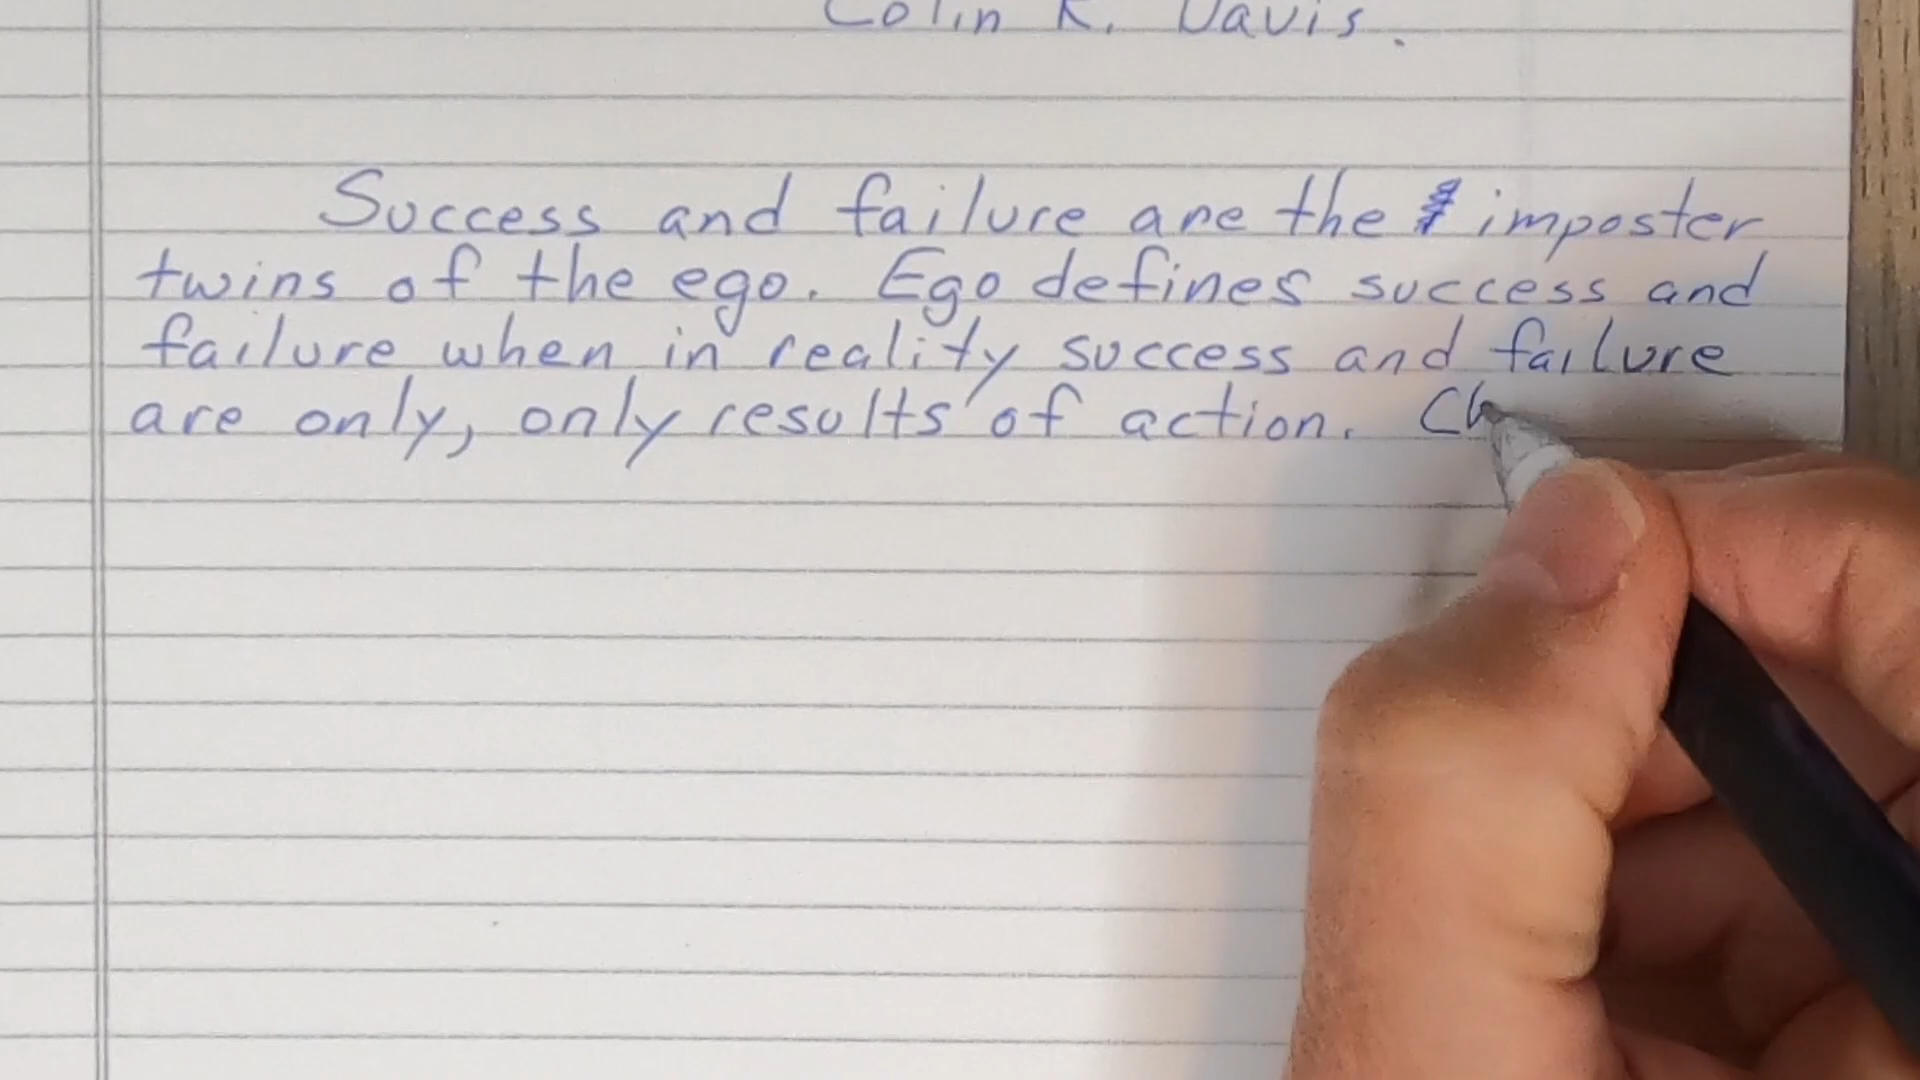 Colin R. Davis.
Success and failure are the imposter
twins of the ego. Ego defines success and
failure when in reality success and failure
are only, only results of action. Ch